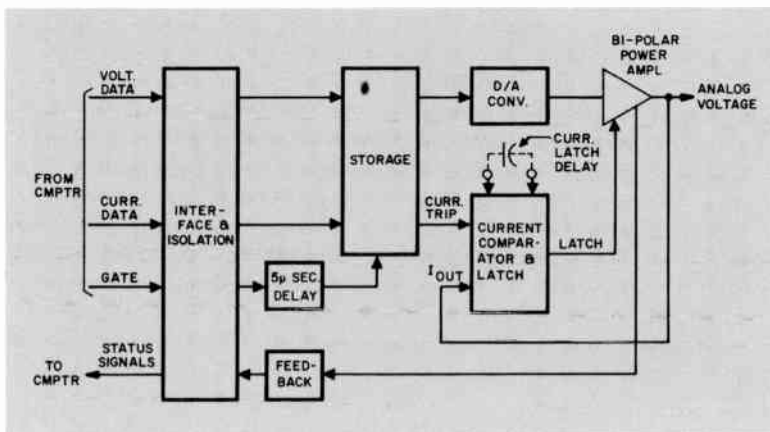 BI-POLAR
POWER
AMPL
VOLT.
DATA
D/A
CONV.
ANALOG
VOLTAGE
STORAGE
CURR.
LATCH
DELAY
FROM
CMPTR
CURR.
DATA
INTER-
FACE &
ISOLATION
CURR.
TRIP
CURRENT
COMPAR-
ATOR &
LATCH
LATCH
GATE
5μ SEC.
DELAY
IOUT
TO
CMPTR
STATUS
SIGNALS
FEED-
BACK